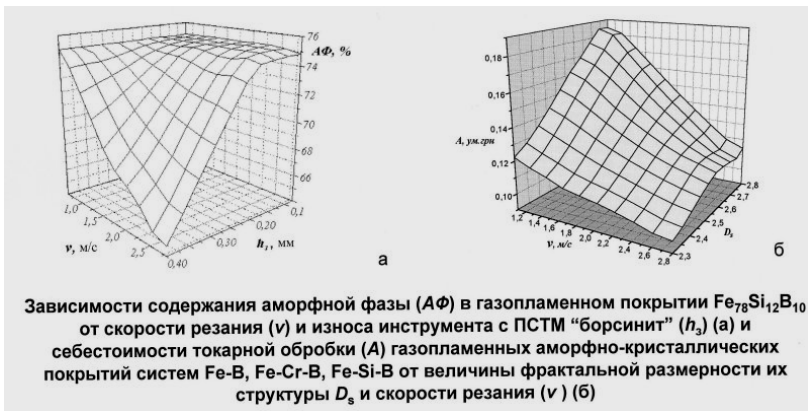 76
АФ, %
74
72
70
68
66
1,0
1,5
2,0
2,5
v, м/с
0,40
0,30
0,20
0,1
h₃, мм
а
0,18
0,16
0,14
0,12
0,10
А, ум.грн
1,2 1,4 1,6 1,8 2,0 2,2 2,4 2,6 2,8
v, м/с
2,3
2,4
2,5
2,6
2,7
2,8
Ds
б
Зависимости содержания аморфной фазы (АФ) в газопламенном покрытии Fe78Si12B10
от скорости резания (v) и износа инструмента с ПСТМ “борсинит” (h₃) (а) и
себестоимости токарной обробки (А) газопламенных аморфно-кристаллических
покрытий систем Fe-B, Fe-Cr-B, Fe-Si-B от величины фрактальной размерности их
структуры Ds и скорости резания (v ) (б)